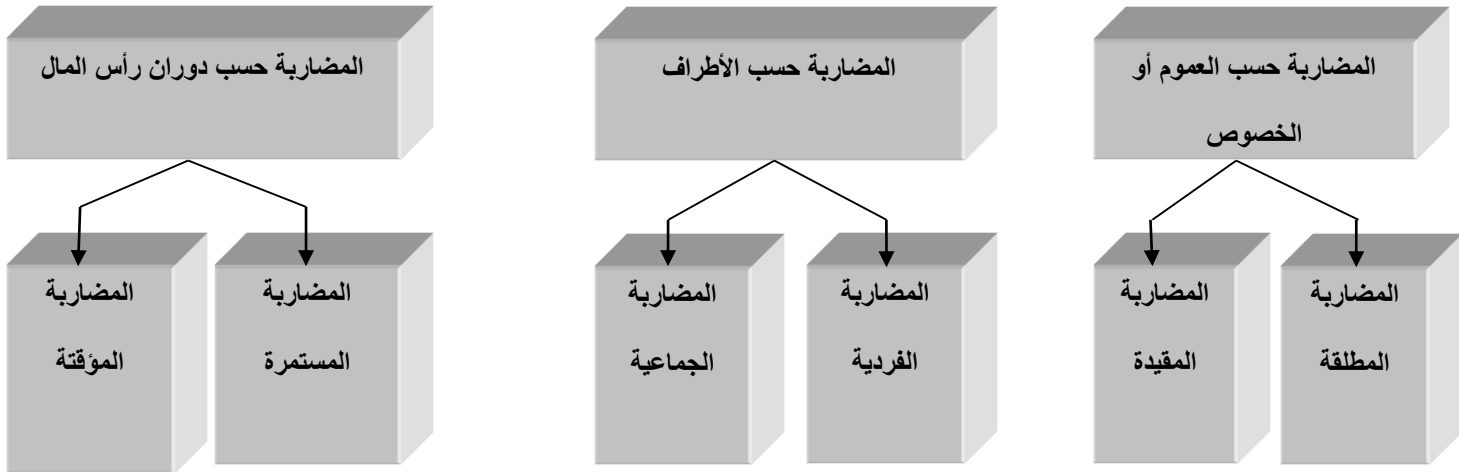 المضاربة حسب العموم أو
الخصوص
المضاربة حسب الأطراف
المضاربة حسب دوران رأس المال
المضاربة
المطلقة
المضاربة
المقيدة
المضاربة
الفردية
المضاربة
الجماعية
المضاربة
المستمرة
المضاربة
المؤقتة